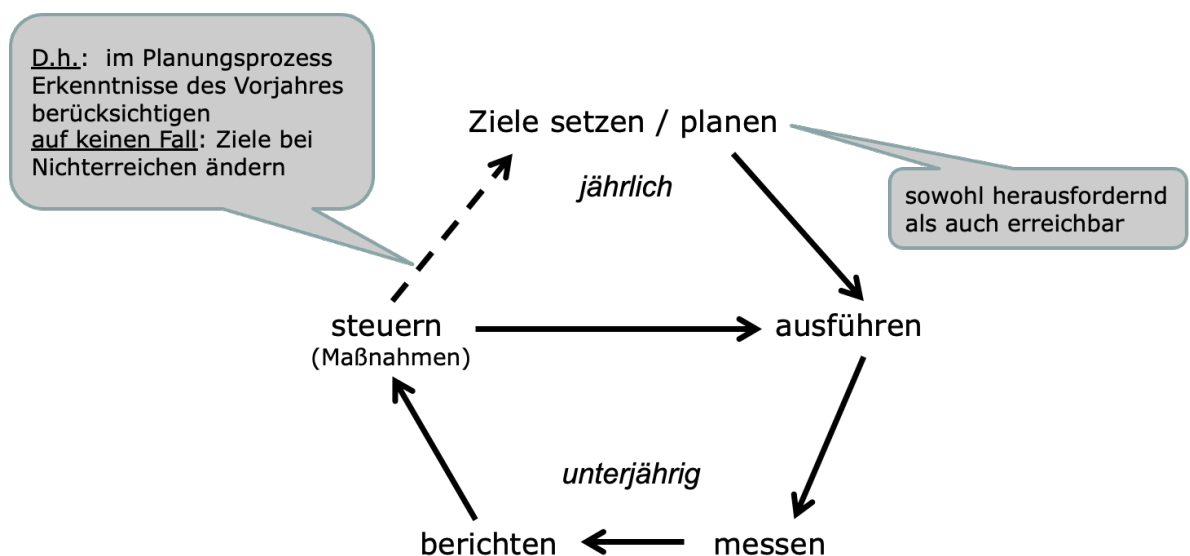 D.h.: im Planungsprozess
Erkenntnisse des Vorjahres
berücksichtigen
auf keinen Fall: Ziele bei
Nichterreichen ändern
Ziele setzen / planen
jährlich
sowohl herausfordernd
als auch erreichbar
steuern
(Maßnahmen)
ausführen
unterjährig
berichten
messen